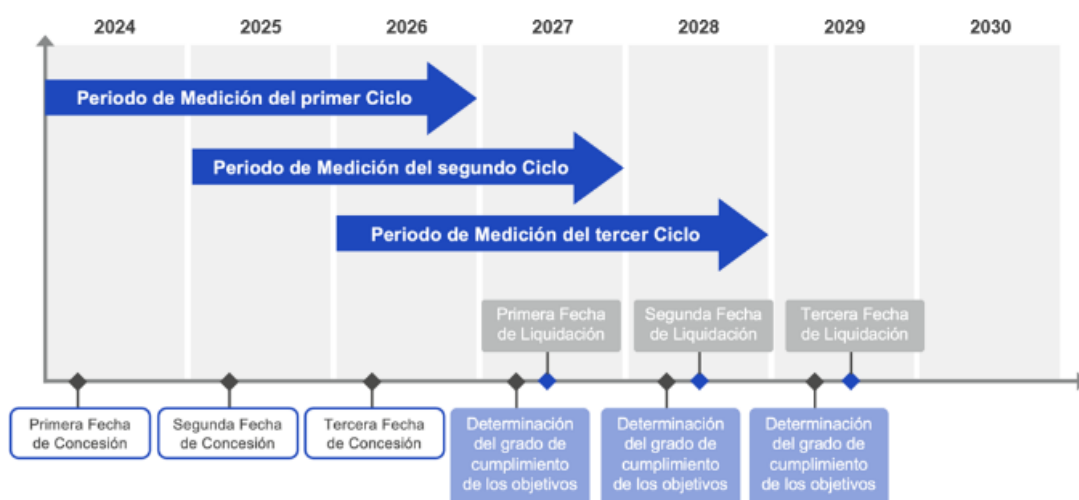 2024
2025
2026
2027
2028
2029
2030
Periodo de Medición del primer Ciclo
Periodo de Medición del segundo Ciclo
Periodo de Medición del tercer Ciclo
Primera Fecha
de Liquidación
Segunda Fecha
de Liquidación
Tercera Fecha
de Liquidación
Primera Fecha
de Concesión
Segunda Fecha
de Concesión
Tercera Fecha
de Concesión
Determinación
del grado de
cumplimiento
de los objetivos
Determinación
del grado de
cumplimiento
de los objetivos
Determinación
del grado de
cumplimiento
de los objetivos